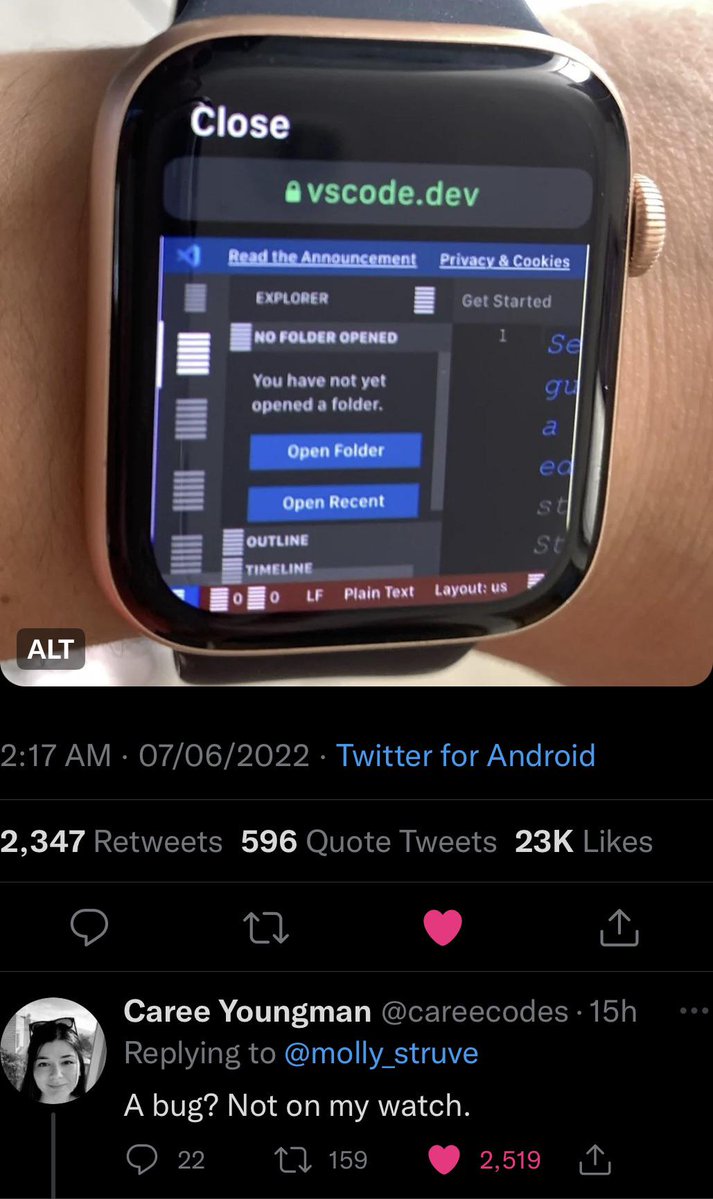 Close
vscode.dev
Read the Announcement Privacy & Cookies
EXPLORER
Get Started
NO FOLDER OPENED
1
Se
You have not yet
gu
opened a folder.
a
Open Folder
ed
Open Recent
st
OUTLINE
St
TIMELINE
0 0 LF Plain Text Layout: us
ALT
2:17 AM · 07/06/2022 · Twitter for Android
2,347 Retweets 596 Quote Tweets 23K Likes
Caree Youngman @careecodes · 15h
Replying to @molly_struve
A bug? Not on my watch.
22 159 2,519